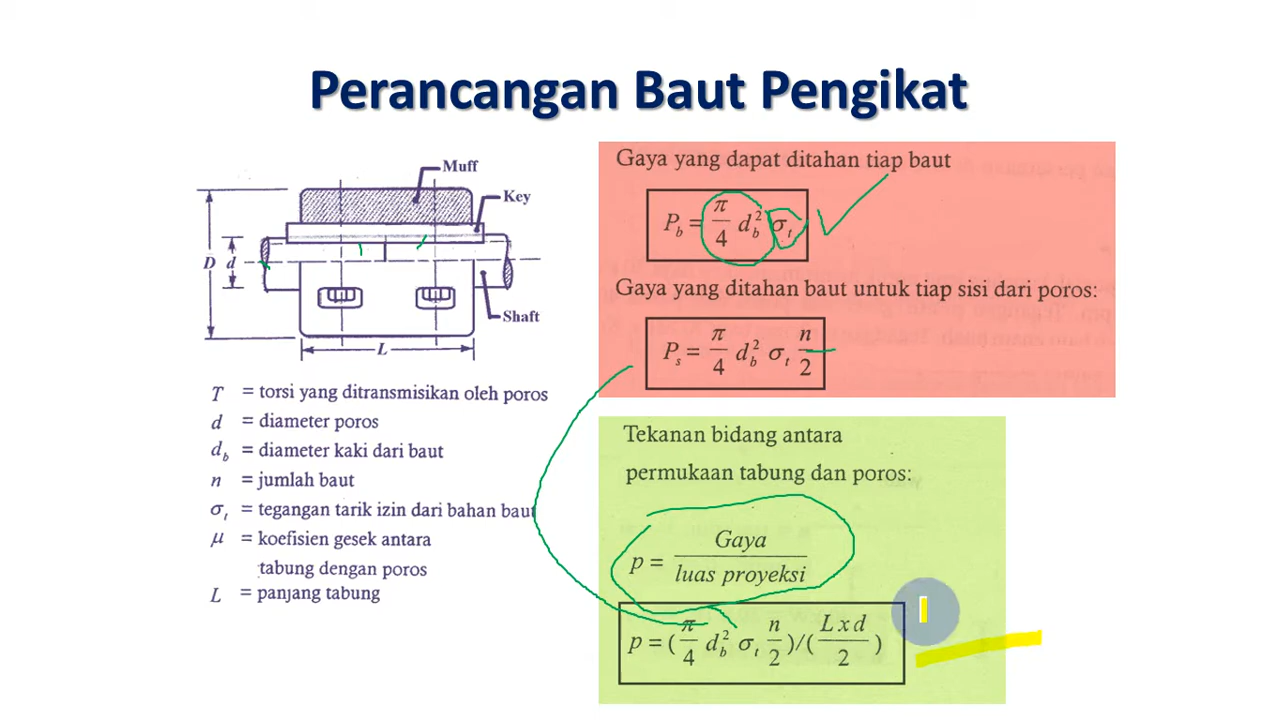 Perancangan Baut Pengikat
Muff
Key
D
d
Shaft
L
T = torsi yang ditransmisikan oleh poros
d = diameter poros
d_b = diameter kaki dari baut
n = jumlah baut
σ_t = tegangan tarik izin dari bahan baut
μ = koefisien gesek antara
tabung dengan poros
L = panjang tabung
Gaya yang dapat ditahan tiap baut
P_b = π/4 d_b² σ_t
Gaya yang ditahan baut untuk tiap sisi dari poros:
P_s = π/4 d_b² σ_t n/2
Tekanan bidang antara
permukaan tabung dan poros:
p = Gaya / luas proyeksi
p = (π/4 d_b² σ_t n/2)/(L x d/2)